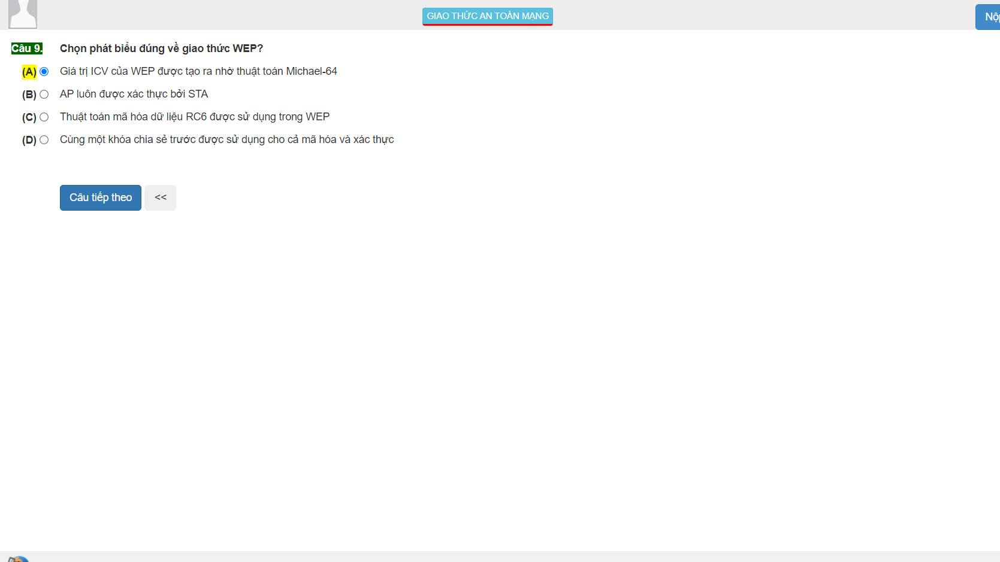 GIAO THỨC AN TOÀN MẠNG
Câu 9. Chọn phát biểu đúng về giao thức WEP?
(A) Giá trị ICV của WEP được tạo ra nhờ thuật toán Michael-64
(B) AP luôn được xác thực bởi STA
(C) Thuật toán mã hóa dữ liệu RC6 được sử dụng trong WEP
(D) Cùng một khóa chia sẻ trước được sử dụng cho cả mã hóa và xác thực
Câu tiếp theo <<